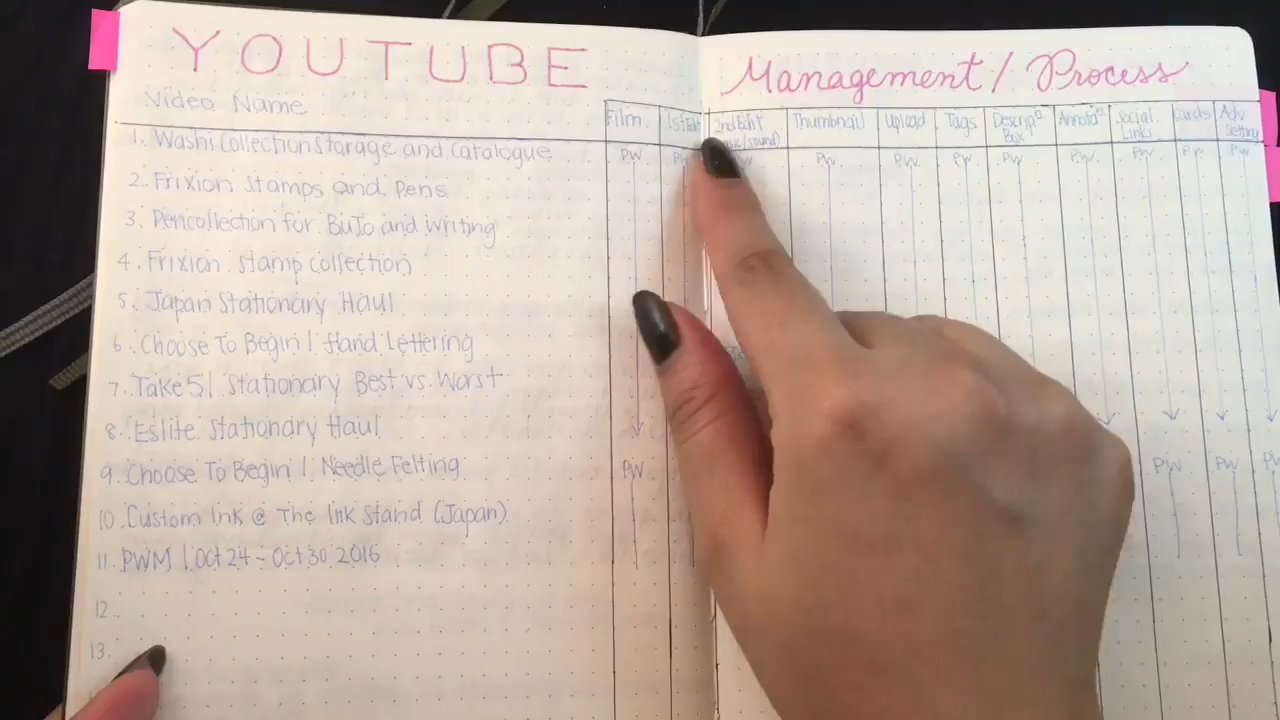 YOUTUBE Management / Process
Video Name Film 1st Edit 2nd Edit Thumbnail Upload Tags Descrip° Box Annotat° Social Links Cards Adv setting
1. Washi Collection Storage and Catalogue PW PW PW PW PW PW PW PW PW PW
2. Frixion Stamps and Pens
3. Pen collection for BuJo and Writing
4. Frixion Stamp collection
5. Japan Stationary Haul
6. Choose To Begin | Hand Lettering
7. Take 5 | Stationary Best vs. Worst
8. Eslite Stationary Haul
9. Choose To Begin | Needle Felting PW PW PW PW
10. Custom Ink @ The Ink Stand (Japan)
11. PWM | Oct 24 - Oct 30 2016
12.
13.